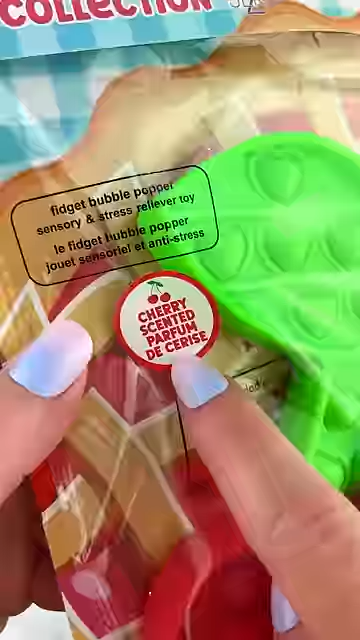 COLLECTION
fidget bubble popper
sensory & stress reliever toy
le fidget bubble popper
jouet sensoriel et anti-stress
CHERRY
SCENTED
PARFUM
DE CERISE